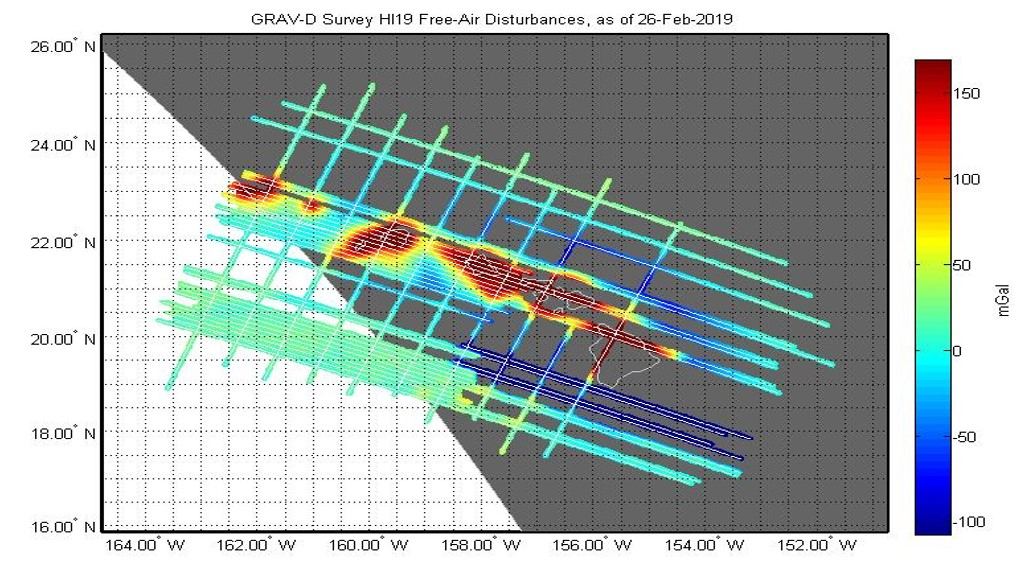 GRAV-D Survey HI19 Free-Air Disturbances, as of 26-Feb-2019
26.00° N
24.00° N
22.00° N
20.00° N
18.00° N
16.00° N
164.00° W 162.00° W 160.00° W 158.00° W 156.00° W 154.00° W 152.00° W
150
100
50
0
-50
-100
mGal